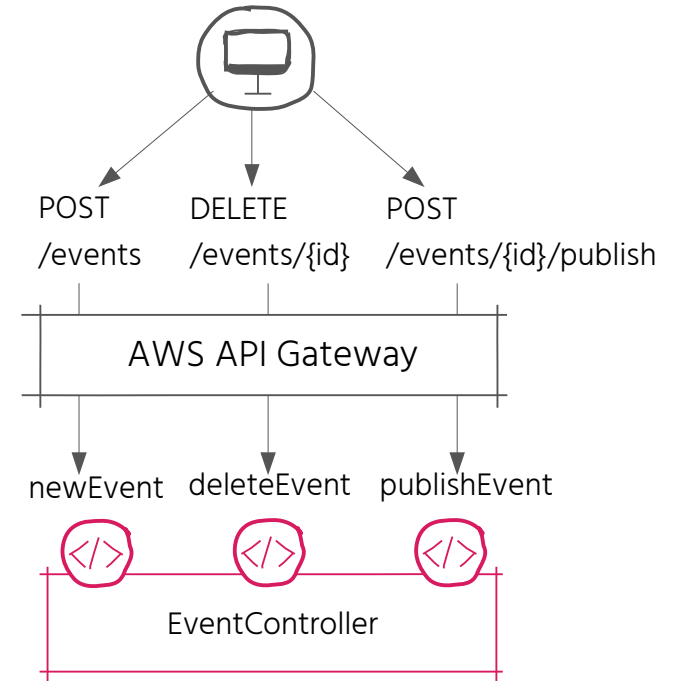 POST
/events
DELETE
/events/{id}
POST
/events/{id}/publish
AWS API Gateway
newEvent
deleteEvent
publishEvent
</>
</>
</>
EventController